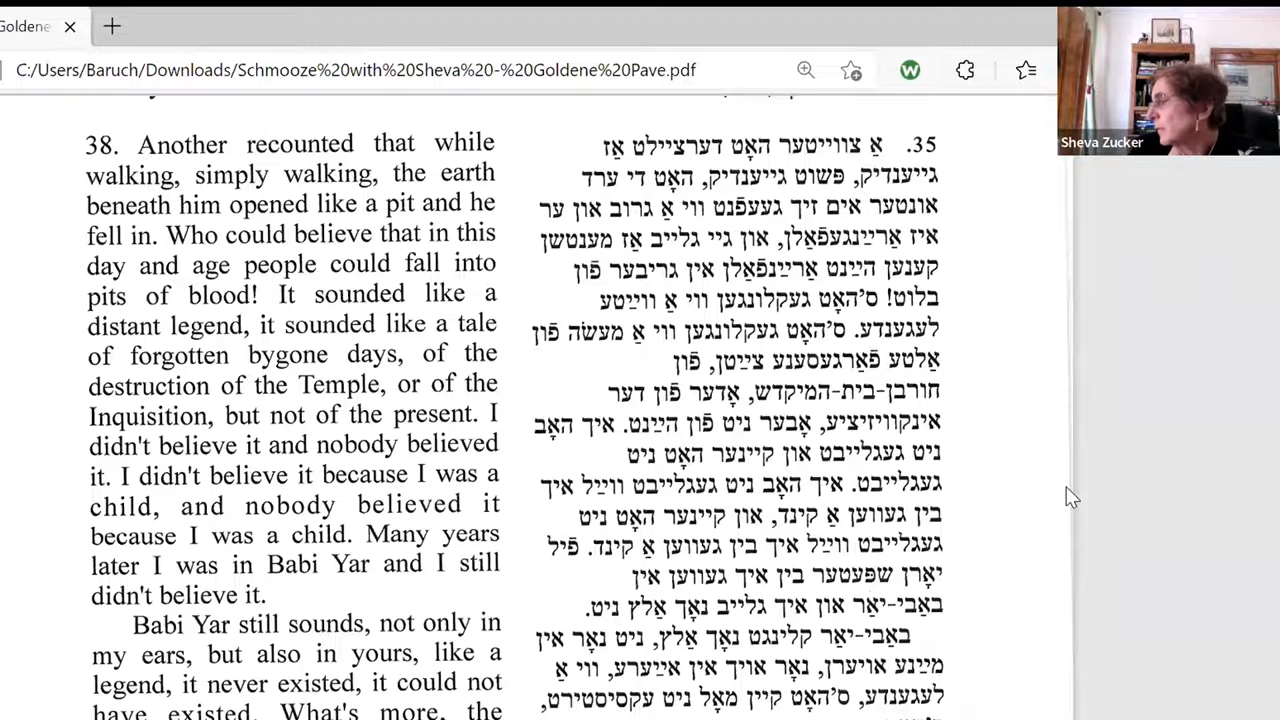 Goldene
C:/Users/Baruch/Downloads/Schmooze%20with%20Shova%20-%20Goldene%20Pave.pdf
Sheva Zucker
38. Another recounted that while
walking, simply walking, the earth
beneath him opened like a pit and he
fell in. Who could believe that in this
day and age people could fall into
pits of blood! It sounded like a
distant legend, it sounded like a tale
of forgotten bygone days, of the
destruction of the Temple, or of the
Inquisition, but not of the present. I
didn't believe it and nobody believed
it. I didn't believe it because I was a
child, and nobody believed it
because I was a child. Many years
later I was in Babi Yar and I still
didn't believe it.
Babi Yar still sounds, not only in
my ears, but also in yours, like a
legend, it never existed, it could not
have existed. What's more, the
35. אַ צווייטער האָט דערציילט אַז
גייענדיק, פּשוט גייענדיק, האָט די ערד
אונטער אים זיך געעפֿנט ווי אַ גרוב און ער
איז אַרײַנגעפֿאַלן, און גיי גלייב אַז מענטשן
קענען הײַנט אַרײַנפֿאַלן אין גריבער פֿון
בלוט! ס'האָט געקלונגען ווי אַ ווײַטע
לעגענדע. ס'האָט געקלונגען ווי אַ מעשׂה פֿון
אַלטע פֿאַרגעסענע צײַטן, פֿון
חורבן-בית-המיקדש, אָדער פֿון דער
אינקוויזיציע, אָבער ניט פֿון הײַנט. איך האָב
ניט געגלייבט און קיינער האָט ניט
געגלייבט. איך האָב ניט געגלייבט ווײַל איך
בין געווען אַ קינד, און קיינער האָט ניט
געגלייבט ווײַל איך בין געווען אַ קינד. פֿיל
יאָרן שפּעטער בין איך געווען אין
באַבי-יאַר און איך גלייב נאָך אַלץ ניט.
באַבי-יאַר קלינגט נאָך אַלץ, ניט נאָר אין
מײַנע אויערן, נאָר אויך אין אײַערע, ווי אַ
לעגענדע, ס'האָט קיין מאָל ניט עקסיסטירט,